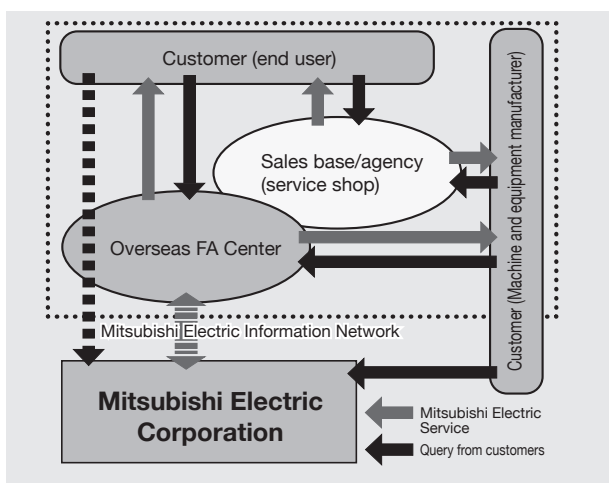 Customer (end user)
Customer (Machine and equipment manufacturer)
Sales base/agency
(service shop)
Overseas FA Center
Mitsubishi Electric Information Network
Mitsubishi Electric
Corporation
Mitsubishi Electric
Service
Query from customers